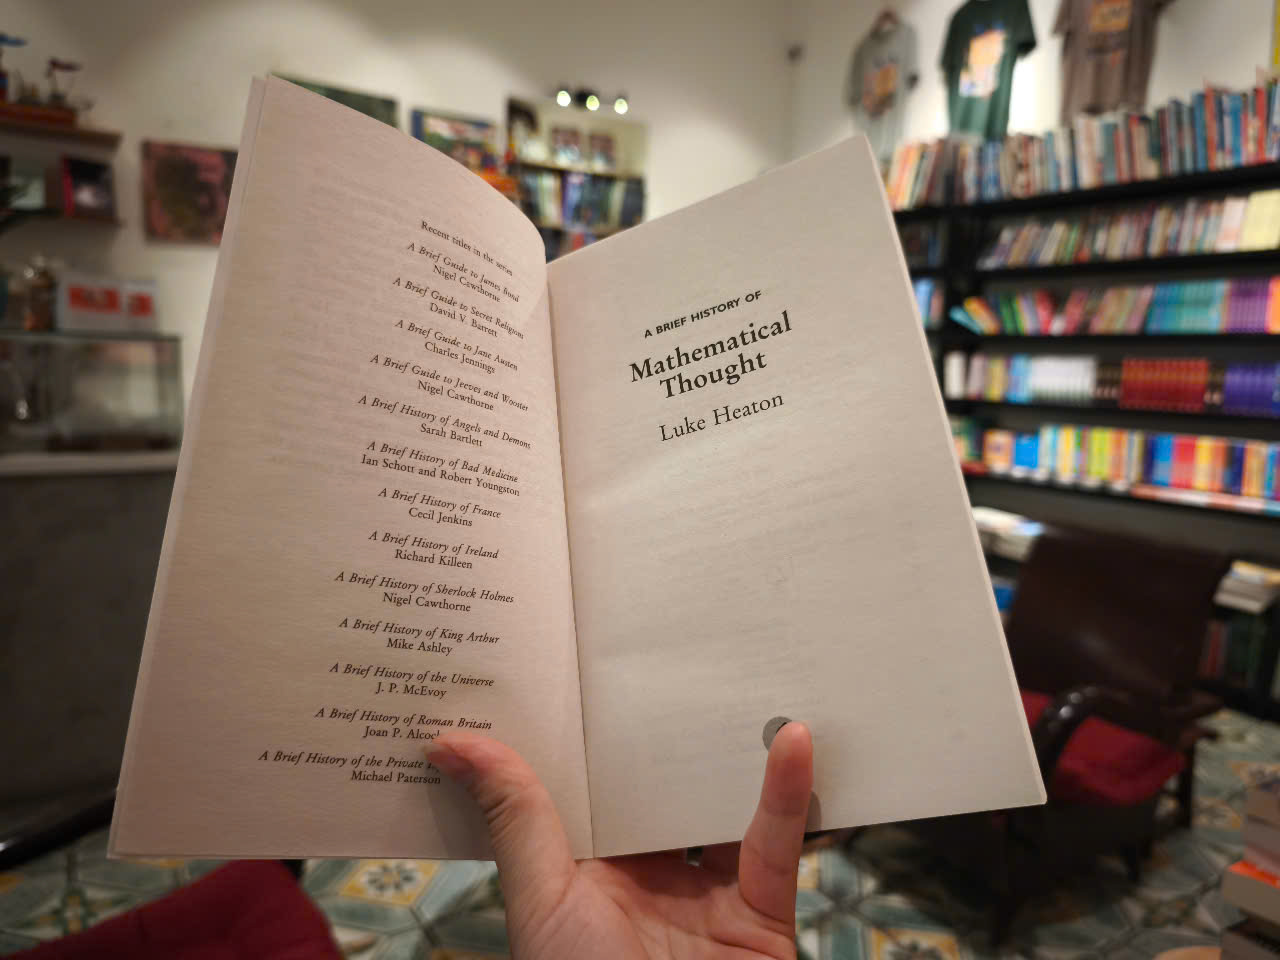 Recent titles in the series
A Brief Guide to James Bond
Nigel Cawthorne
A Brief Guide to Secret Religions
David V. Barrett
A Brief Guide to Jane Austen
Charles Jennings
A Brief Guide to Jeeves and Wooster
Nigel Cawthorne
A Brief History of Angels and Demons
Sarah Bartlett
A Brief History of Bad Medicine
Ian Schott and Robert Youngston
A Brief History of France
Cecil Jenkins
A Brief History of Ireland
Richard Killeen
A Brief History of Sherlock Holmes
Nigel Cawthorne
A Brief History of King Arthur
Mike Ashley
A Brief History of the Universe
J. P. McEvoy
A Brief History of Roman Britain
Joan P. Alcock
A Brief History of the Private
Michael Paterson
A BRIEF HISTORY OF
Mathematical
Thought
Luke Heaton